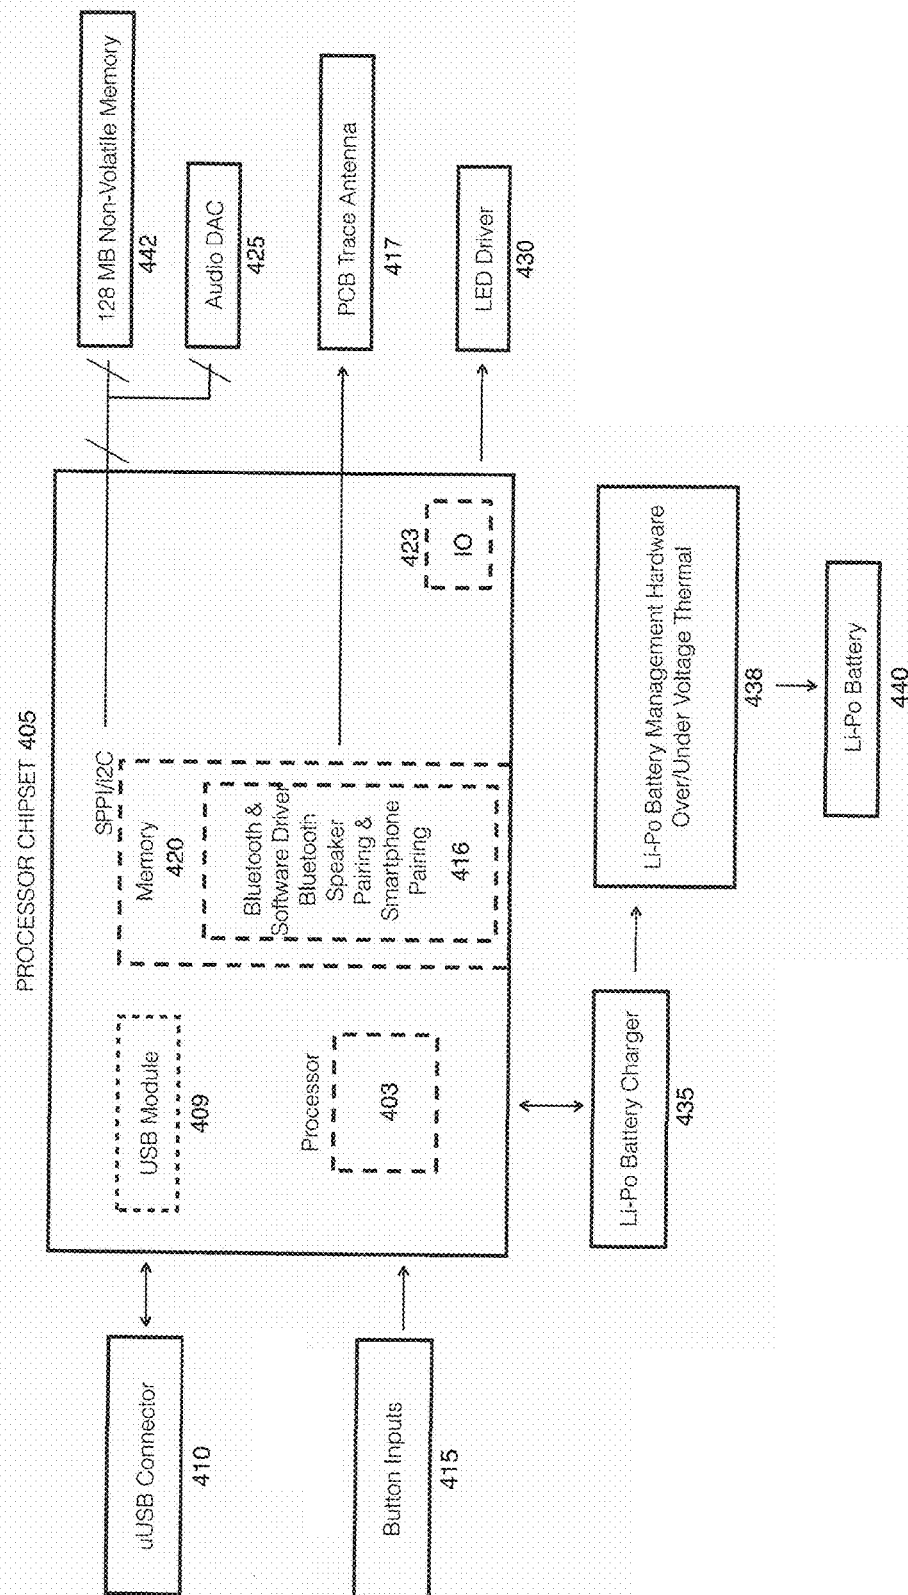 PROCESSOR CHIPSET 405
uUSB Connector
410
Button Inputs
415
USB Module
409
Processor
403
SPPI/I2C
Memory
420
Bluetooth &
Software Driver
Bluetooth
Speaker
Pairing &
Smartphone
Pairing
416
423
IO
128 MB Non-Volatile Memory
442
Audio DAC
425
PCB Trace Antenna
417
LED Driver
430
Li-Po Battery Charger
435
Li-Po Battery Management Hardware
Over/Under Voltage Thermal
438
Li-Po Battery
440